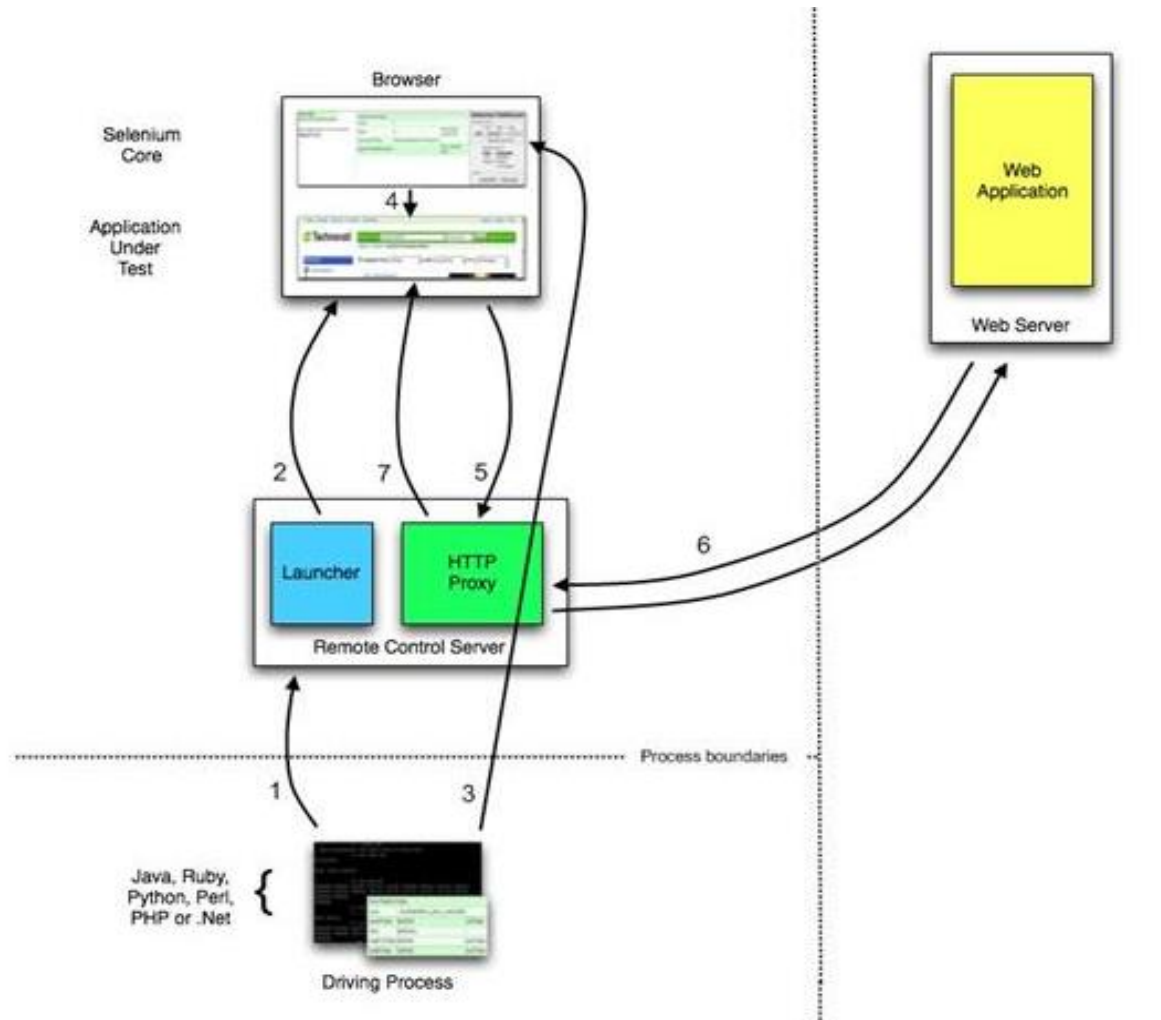 Browser
Selenium
Core
4
Application
Under
Test
Technorati
Web
Application
Web Server
2
7
5
6
Launcher
HTTP
Proxy
Remote Control Server
Process boundaries
1
3
Java, Ruby,
Python, Perl,
PHP or .Net
{
Driving Process